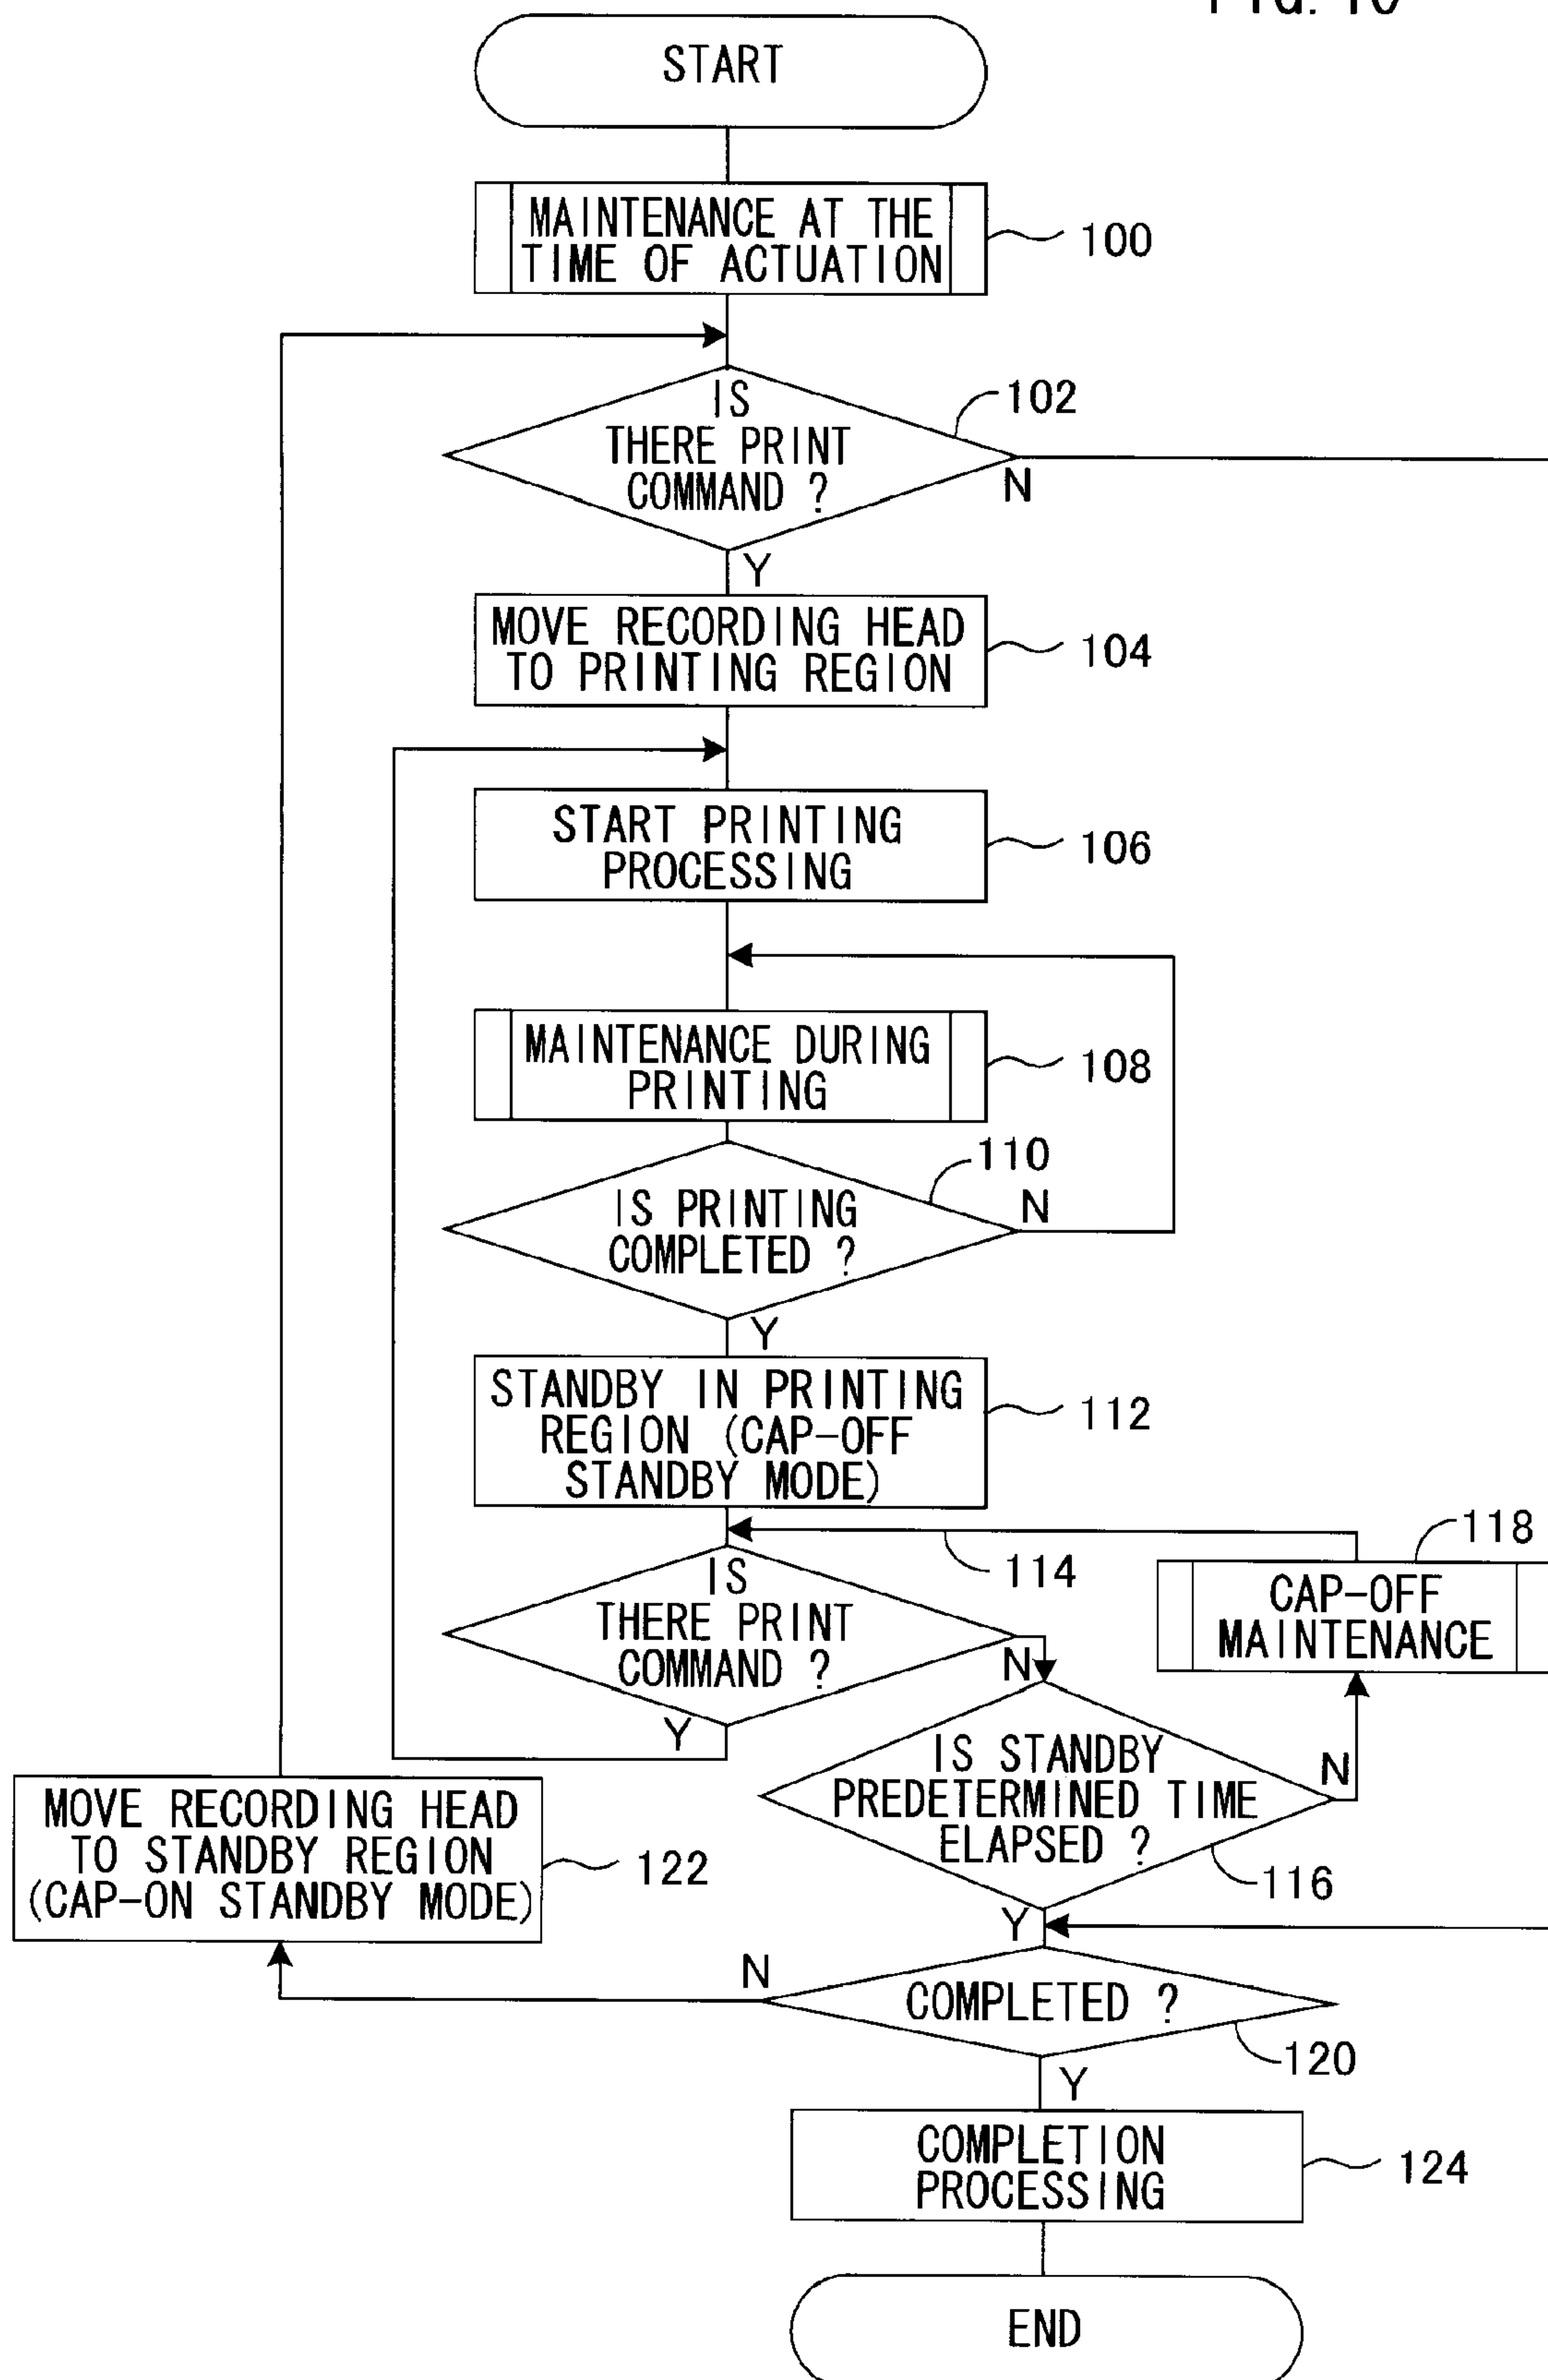 START
MAINTENANCE AT THE
TIME OF ACTUATION
100
IS
THERE PRINT
COMMAND ?
102
N
Y
MOVE RECORDING HEAD
TO PRINTING REGION
104
START PRINTING
PROCESSING
106
MAINTENANCE DURING
PRINTING
108
110
IS PRINTING
COMPLETED ?
N
Y
STANDBY IN PRINTING
REGION (CAP-OFF
STANDBY MODE)
112
114
118
CAP-OFF
MAINTENANCE
IS
THERE PRINT
COMMAND ?
N
Y
IS STANDBY
PREDETERMINED TIME
ELAPSED ?
N
116
Y
MOVE RECORDING HEAD
TO STANDBY REGION
(CAP-ON STANDBY MODE)
122
N
COMPLETED ?
120
Y
COMPLETION
PROCESSING
124
END